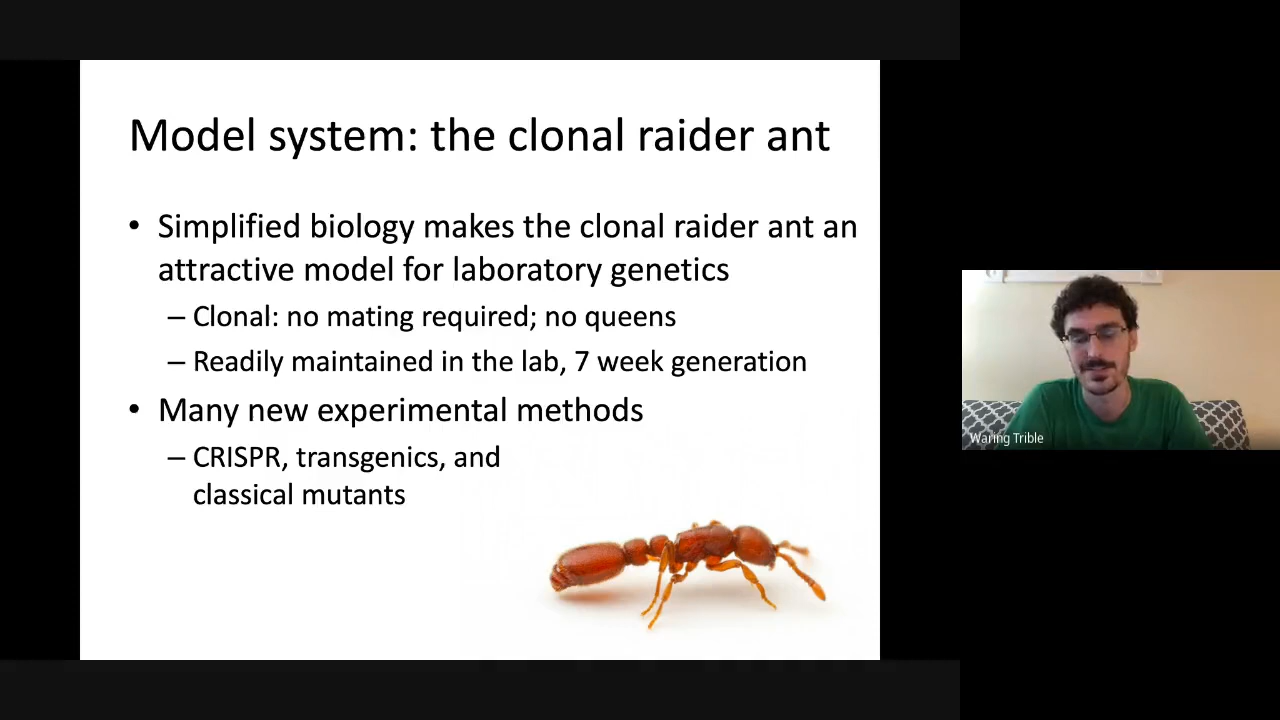 Model system: the clonal raider ant
• Simplified biology makes the clonal raider ant an
attractive model for laboratory genetics
– Clonal: no mating required; no queens
– Readily maintained in the lab, 7 week generation
• Many new experimental methods
– CRISPR, transgenics, and
classical mutants
Waring Trible